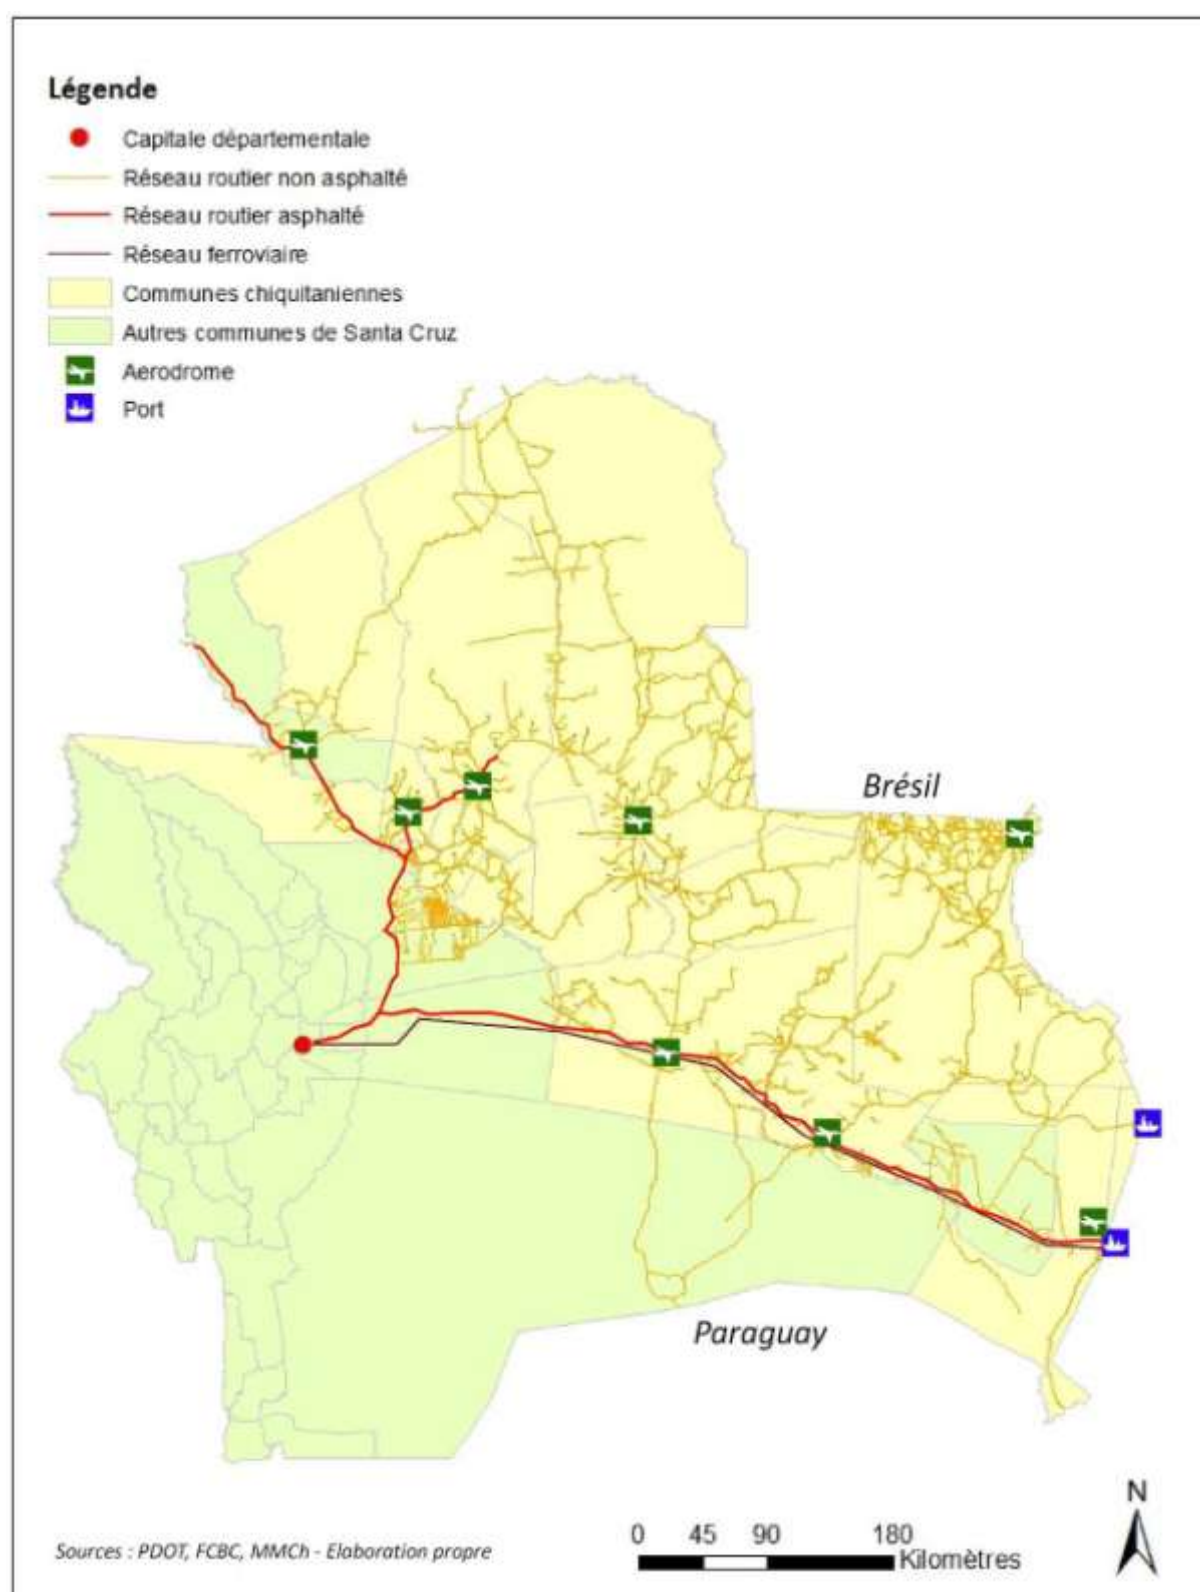 Légende
Capitale départementale
Réseau routier non asphalté
Réseau routier asphalté
Réseau ferroviaire
Communes chiquitaniennes
Autres communes de Santa Cruz
Aerodrome
Port
Brésil
Paraguay
N
0 45 90 180
Kilomètres
Sources : PDOT, FCBC, MMCh - Elaboration propre